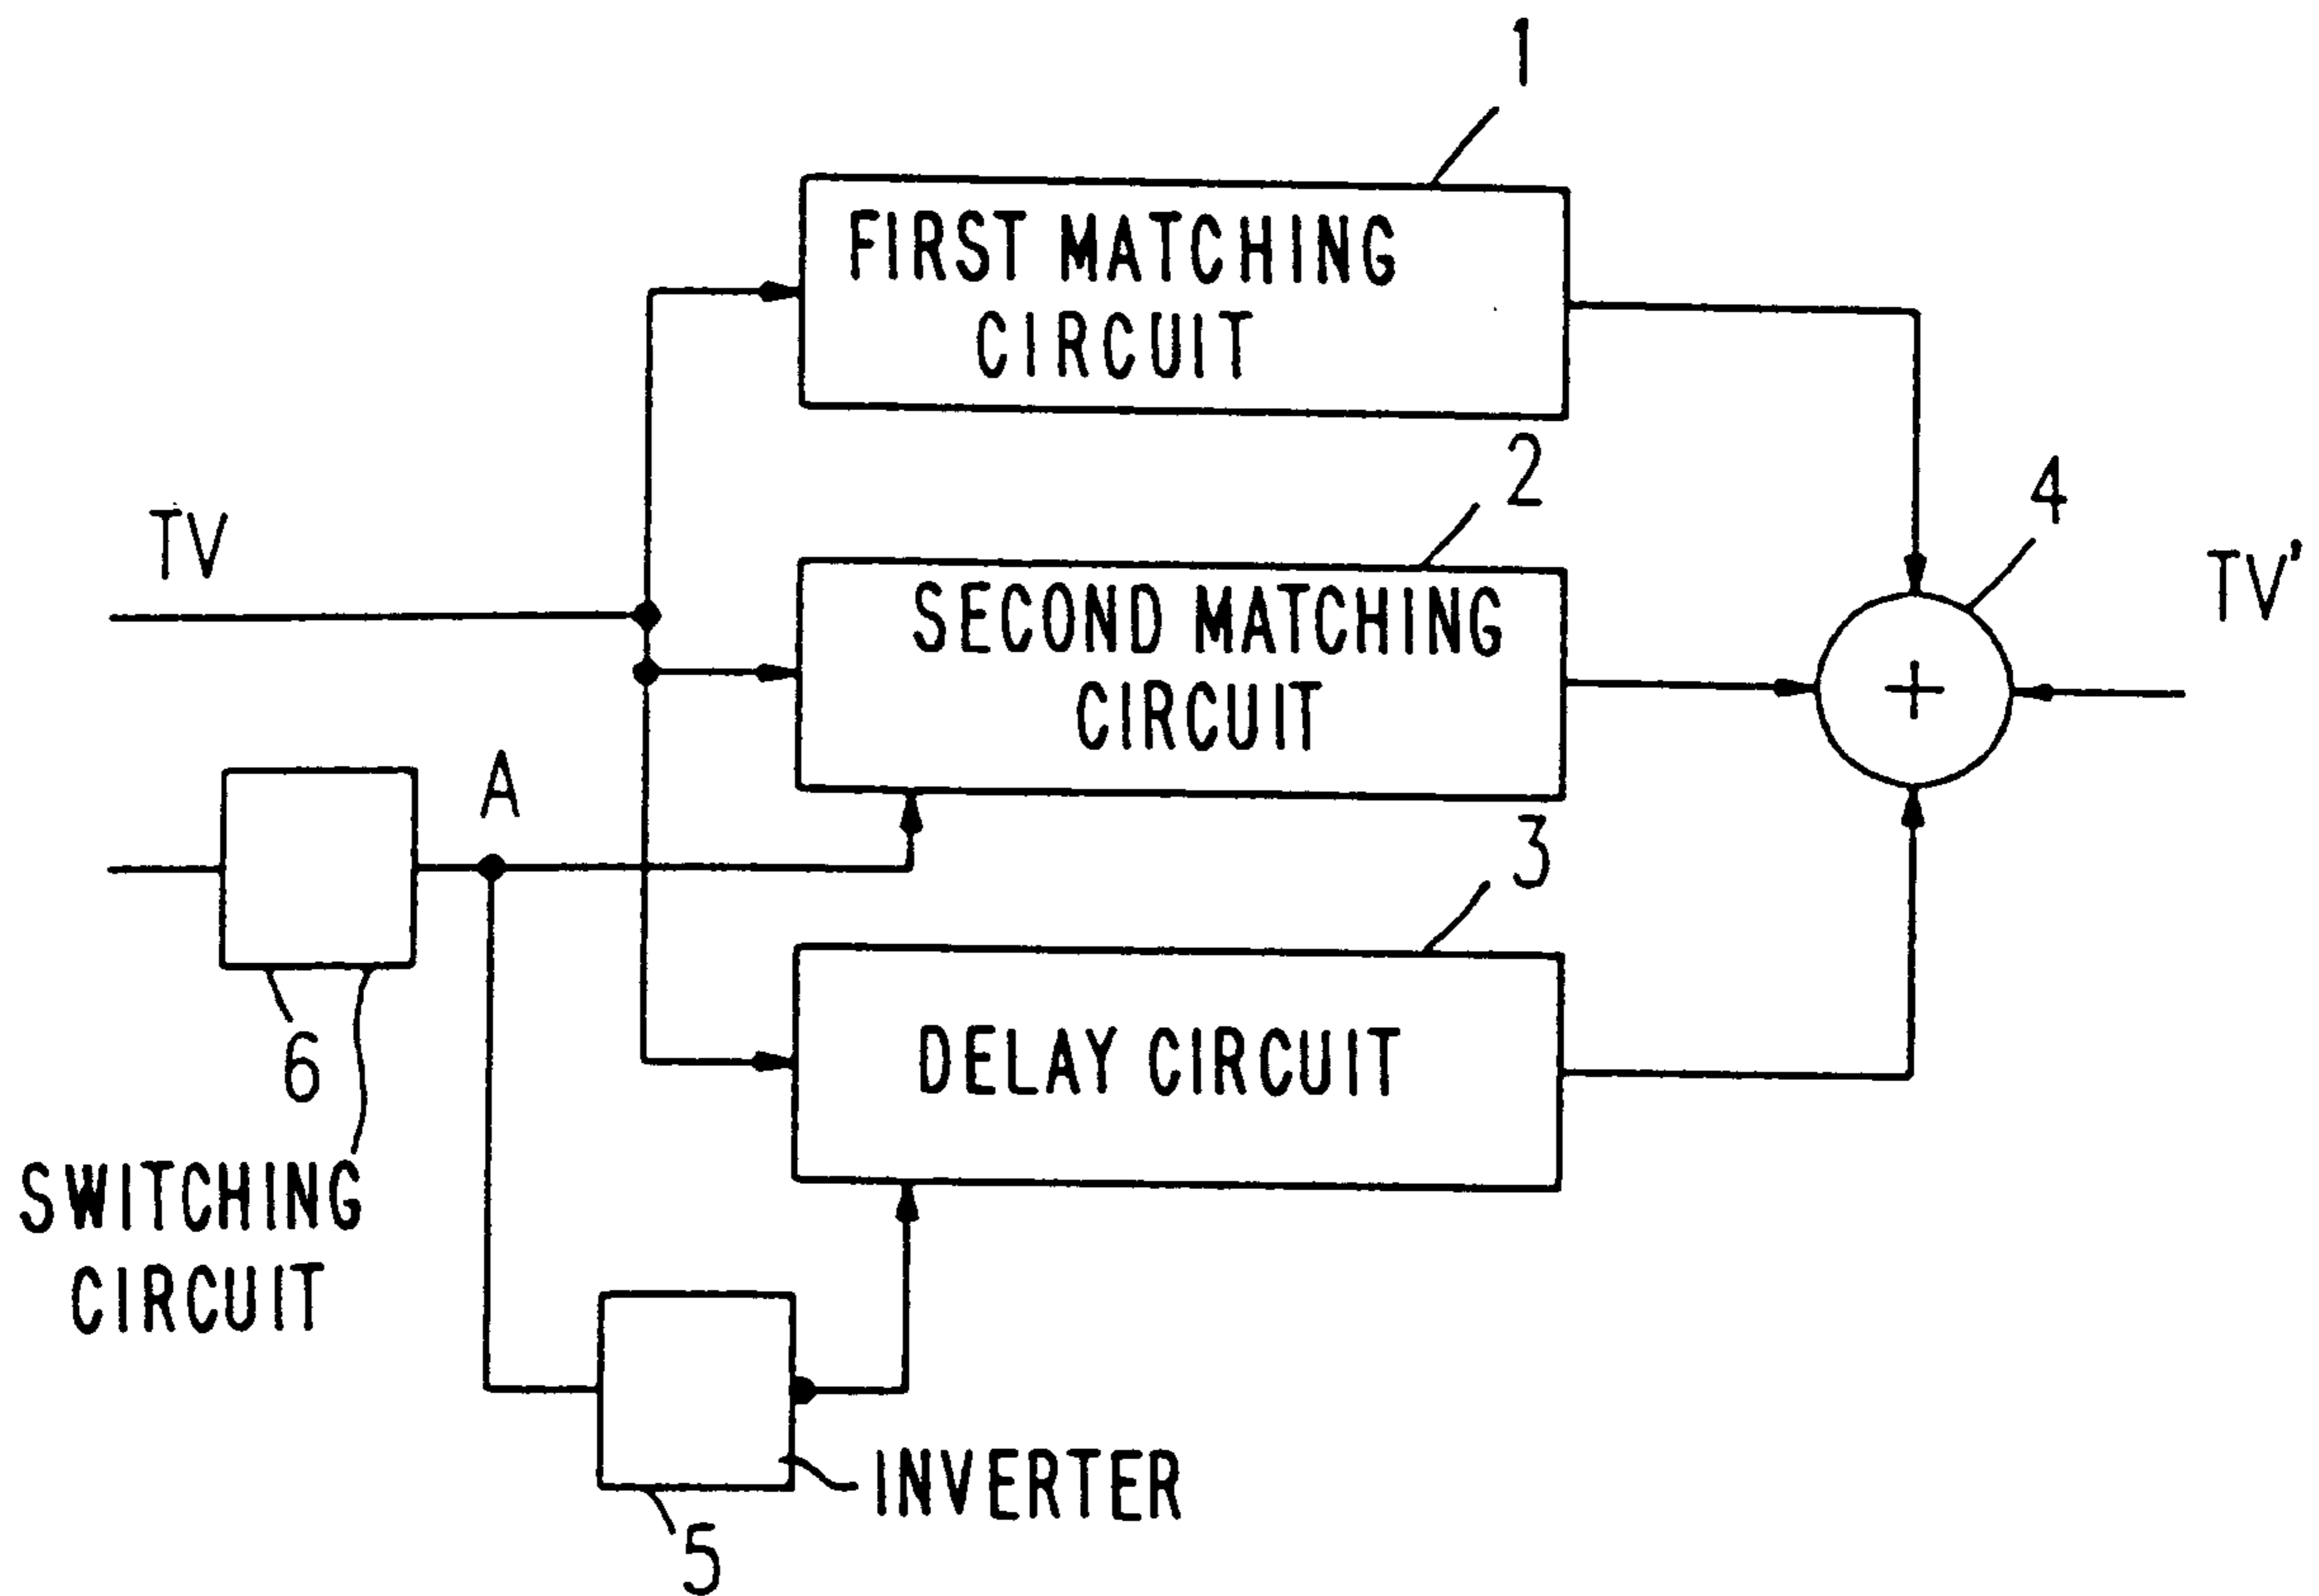 1
FIRST MATCHING
CIRCUIT
2
4
TV
TV'
SECOND MATCHING
CIRCUIT
A
3
6
DELAY CIRCUIT
SWITCHING
CIRCUIT
INVERTER
5
+